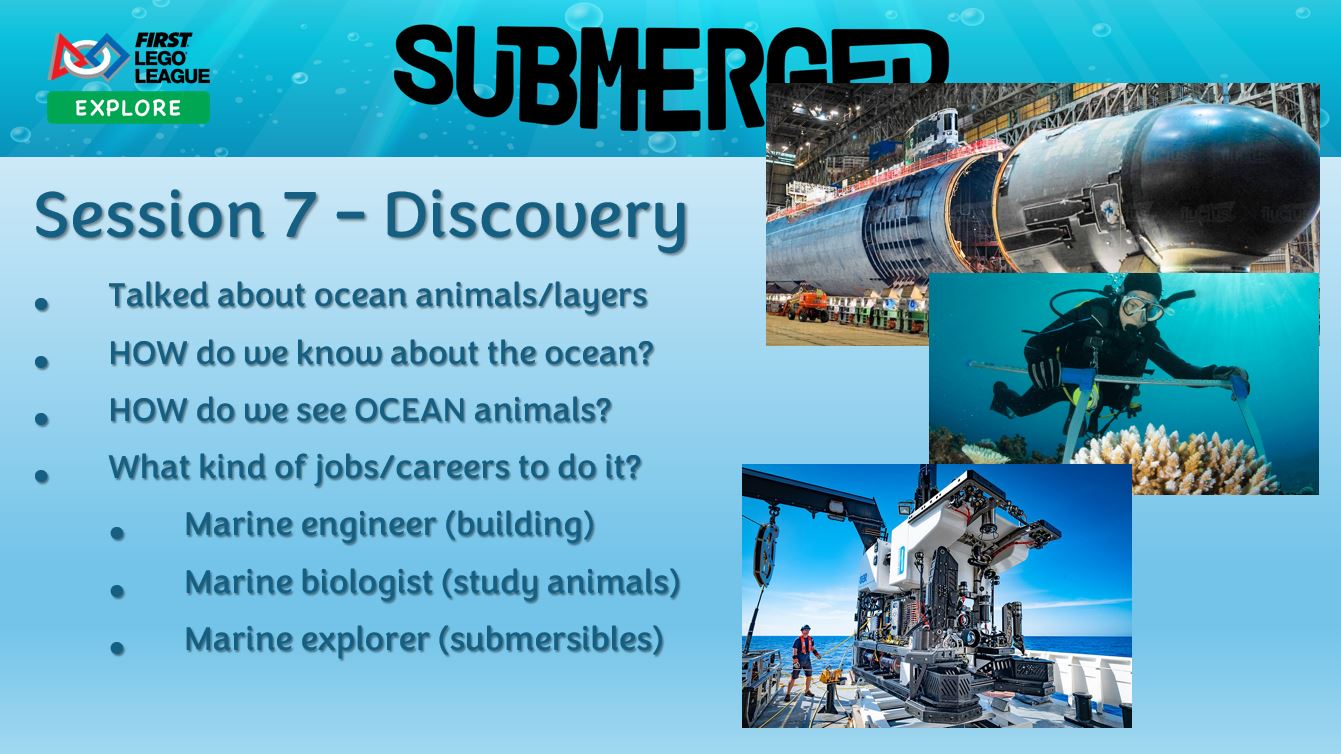 FIRST
LEGO
LEAGUE
EXPLORE
SUBMERGED
Session 7 – Discovery
Talked about ocean animals/layers
HOW do we know about the ocean?
HOW do we see OCEAN animals?
What kind of jobs/careers to do it?
Marine engineer (building)
Marine biologist (study animals)
Marine explorer (submersibles)